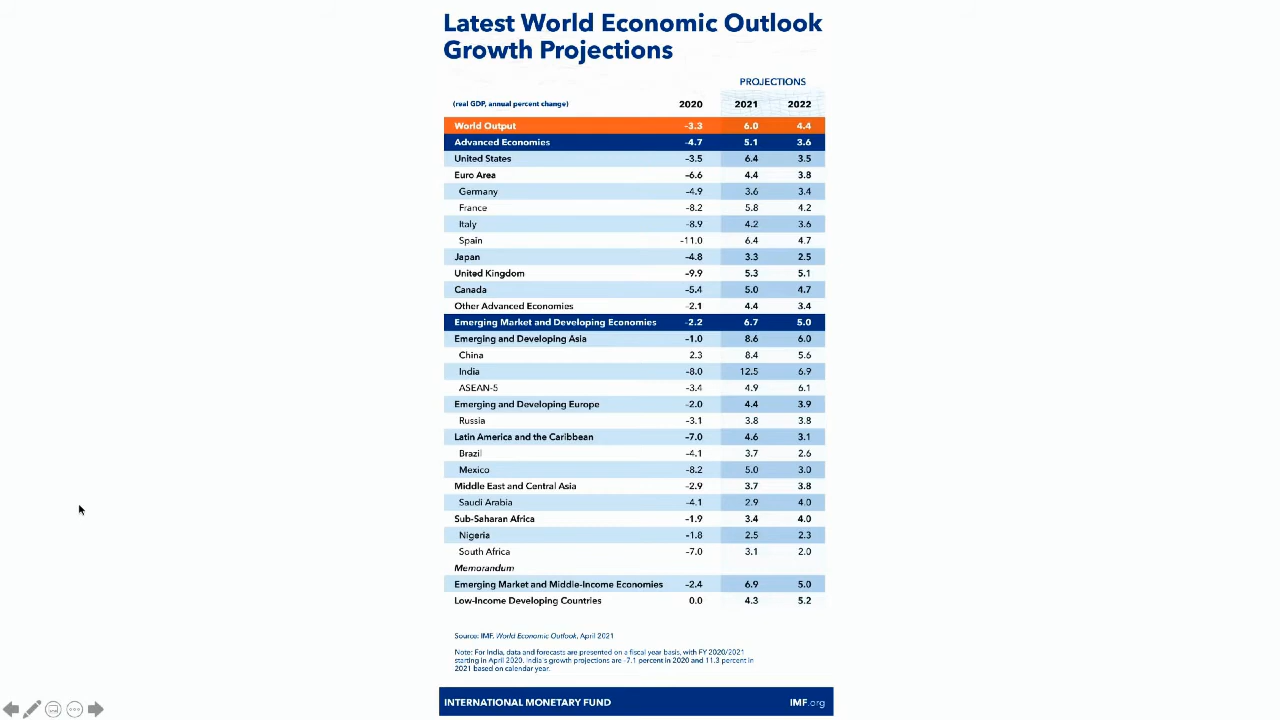 Latest World Economic Outlook
Growth Projections
PROJECTIONS
(real GDP, annual percent change) 2020 2021 2022
World Output –3.3 6.0 4.4
Advanced Economies –4.7 5.1 3.6
United States –3.5 6.4 3.5
Euro Area –6.6 4.4 3.8
Germany –4.9 3.6 3.4
France –8.2 5.8 4.2
Italy –8.9 4.2 3.6
Spain –11.0 6.4 4.7
Japan –4.8 3.3 2.5
United Kingdom –9.9 5.3 5.1
Canada –5.4 5.0 4.7
Other Advanced Economies –2.1 4.4 3.4
Emerging Market and Developing Economies –2.2 6.7 5.0
Emerging and Developing Asia –1.0 8.6 6.0
China 2.3 8.4 5.6
India –8.0 12.5 6.9
ASEAN-5 –3.4 4.9 6.1
Emerging and Developing Europe –2.0 4.4 3.9
Russia –3.1 3.8 3.8
Latin America and the Caribbean –7.0 4.6 3.1
Brazil –4.1 3.7 2.6
Mexico –8.2 5.0 3.0
Middle East and Central Asia –2.9 3.7 3.8
Saudi Arabia –4.1 2.9 4.0
Sub-Saharan Africa –1.9 3.4 4.0
Nigeria –1.8 2.5 2.3
South Africa –7.0 3.1 2.0
Memorandum
Emerging Market and Middle-Income Economies –2.4 6.9 5.0
Low-Income Developing Countries 0.0 4.3 5.2
Source: IMF, World Economic Outlook, April 2021
Note: For India, data and forecasts are presented on a fiscal year basis, with FY 2020/2021
starting in April 2020. India's growth projections are -7.1 percent in 2020 and 11.3 percent in
2021 based on calendar year.
INTERNATIONAL MONETARY FUND IMF.org